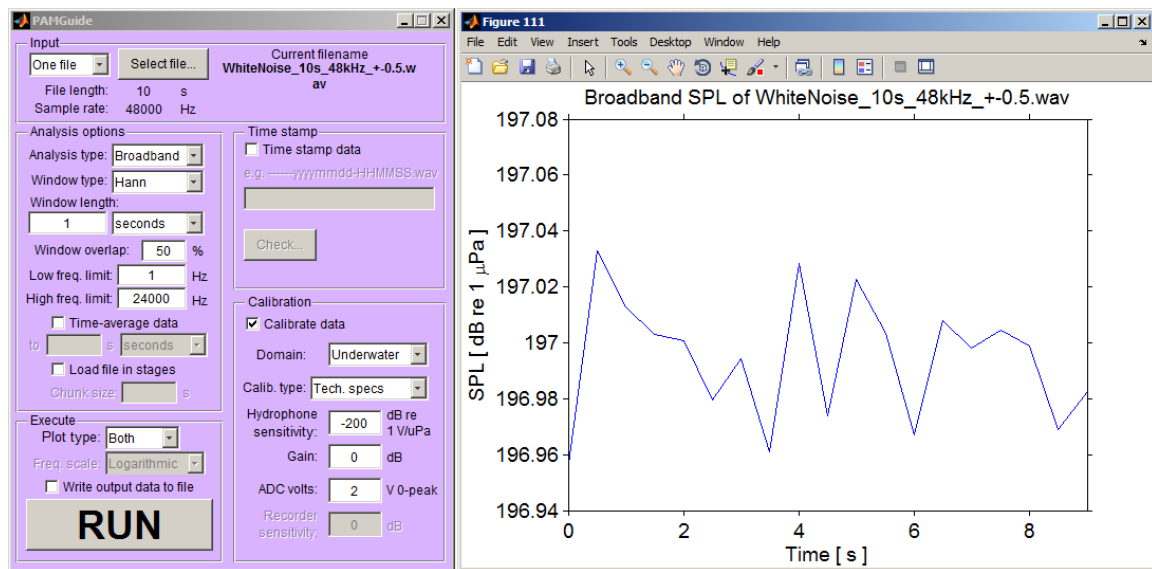 PAMGuide
Input
One file
Select file...
Current filename
WhiteNoise_10s_48kHz_+-0.5.w
av
File length: 10 s
Sample rate: 48000 Hz
Analysis options
Analysis type: Broadband
Window type: Hann
Window length:
1 seconds
Window overlap: 50 %
Low freq. limit: 1 Hz
High freq. limit: 24000 Hz
Time-average data
to s seconds
Load file in stages
Chunk size: s
Execute
Plot type: Both
Freq. scale: Logarithmic
Write output data to file
RUN
Time stamp
Time stamp data
e.g. ------yyyymmdd-HHMMSS.wav
Check...
Calibration
Calibrate data
Domain: Underwater
Calib. type: Tech. specs
Hydrophone
sensitivity: -200 dB re
1 V/uPa
Gain: 0 dB
ADC volts: 2 V 0-peak
Recorder
sensitivity: 0 dB
Figure 111
File Edit View Insert Tools Desktop Window Help
Broadband SPL of WhiteNoise_10s_48kHz_+-0.5.wav
SPL [ dB re 1 μPa ]
197.08
197.06
197.04
197.02
197
196.98
196.96
196.94
0 2 4 6 8
Time [ s ]